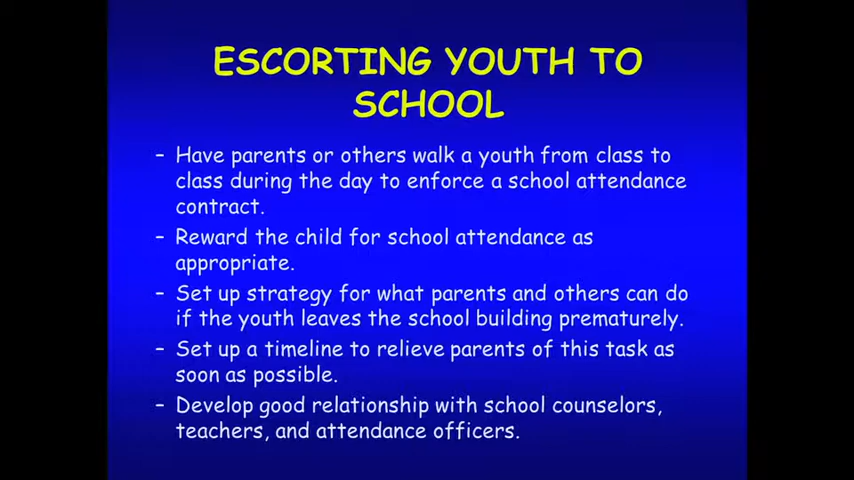 ESCORTING YOUTH TO
SCHOOL
– Have parents or others walk a youth from class to
class during the day to enforce a school attendance
contract.
– Reward the child for school attendance as
appropriate.
– Set up strategy for what parents and others can do
if the youth leaves the school building prematurely.
– Set up a timeline to relieve parents of this task as
soon as possible.
– Develop good relationship with school counselors,
teachers, and attendance officers.